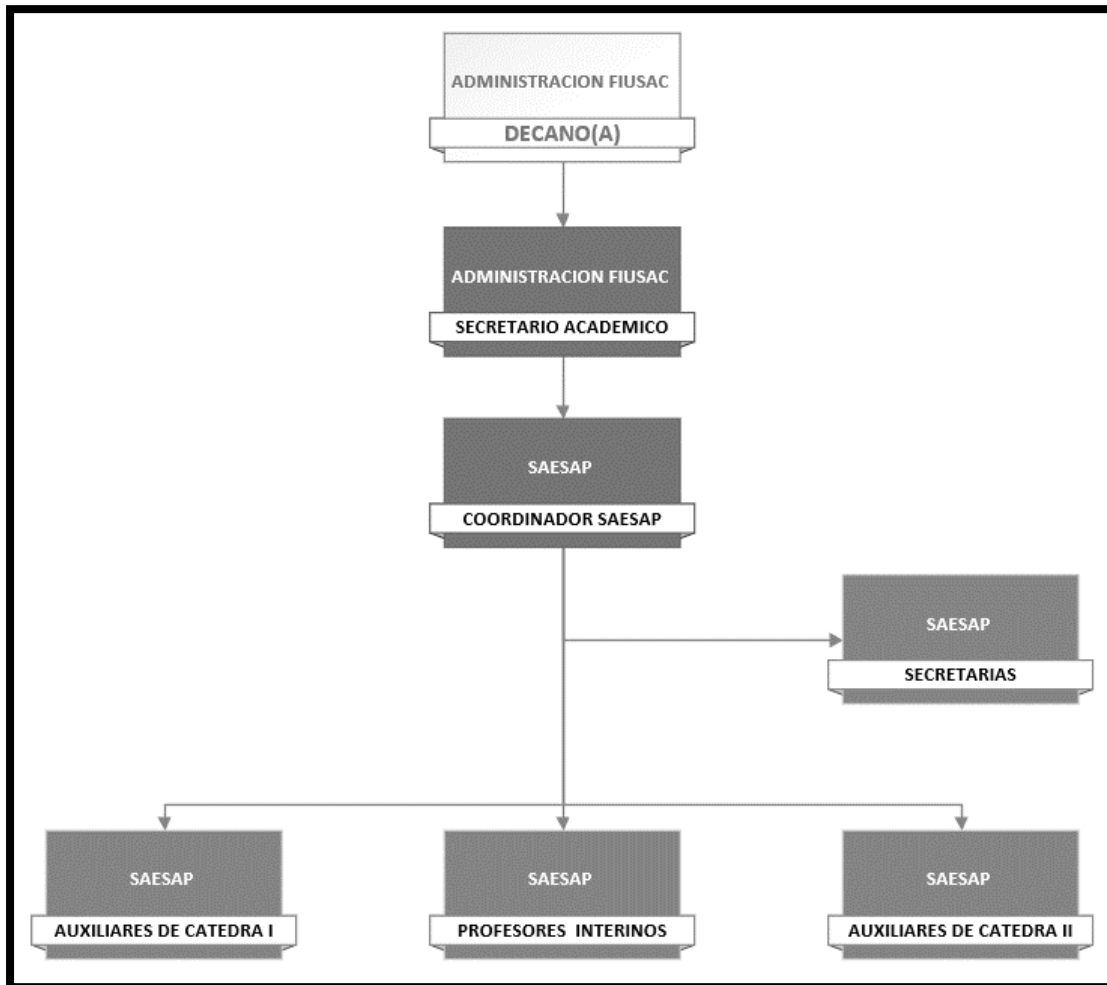 ADMINISTRACION FIUSAC
DECANO(A)
ADMINISTRACION FIUSAC
SECRETARIO ACADEMICO
SAESAP
COORDINADOR SAESAP
SAESAP
SECRETARIAS
SAESAP
AUXILIARES DE CATEDRA I
SAESAP
PROFESORES INTERINOS
SAESAP
AUXILIARES DE CATEDRA II